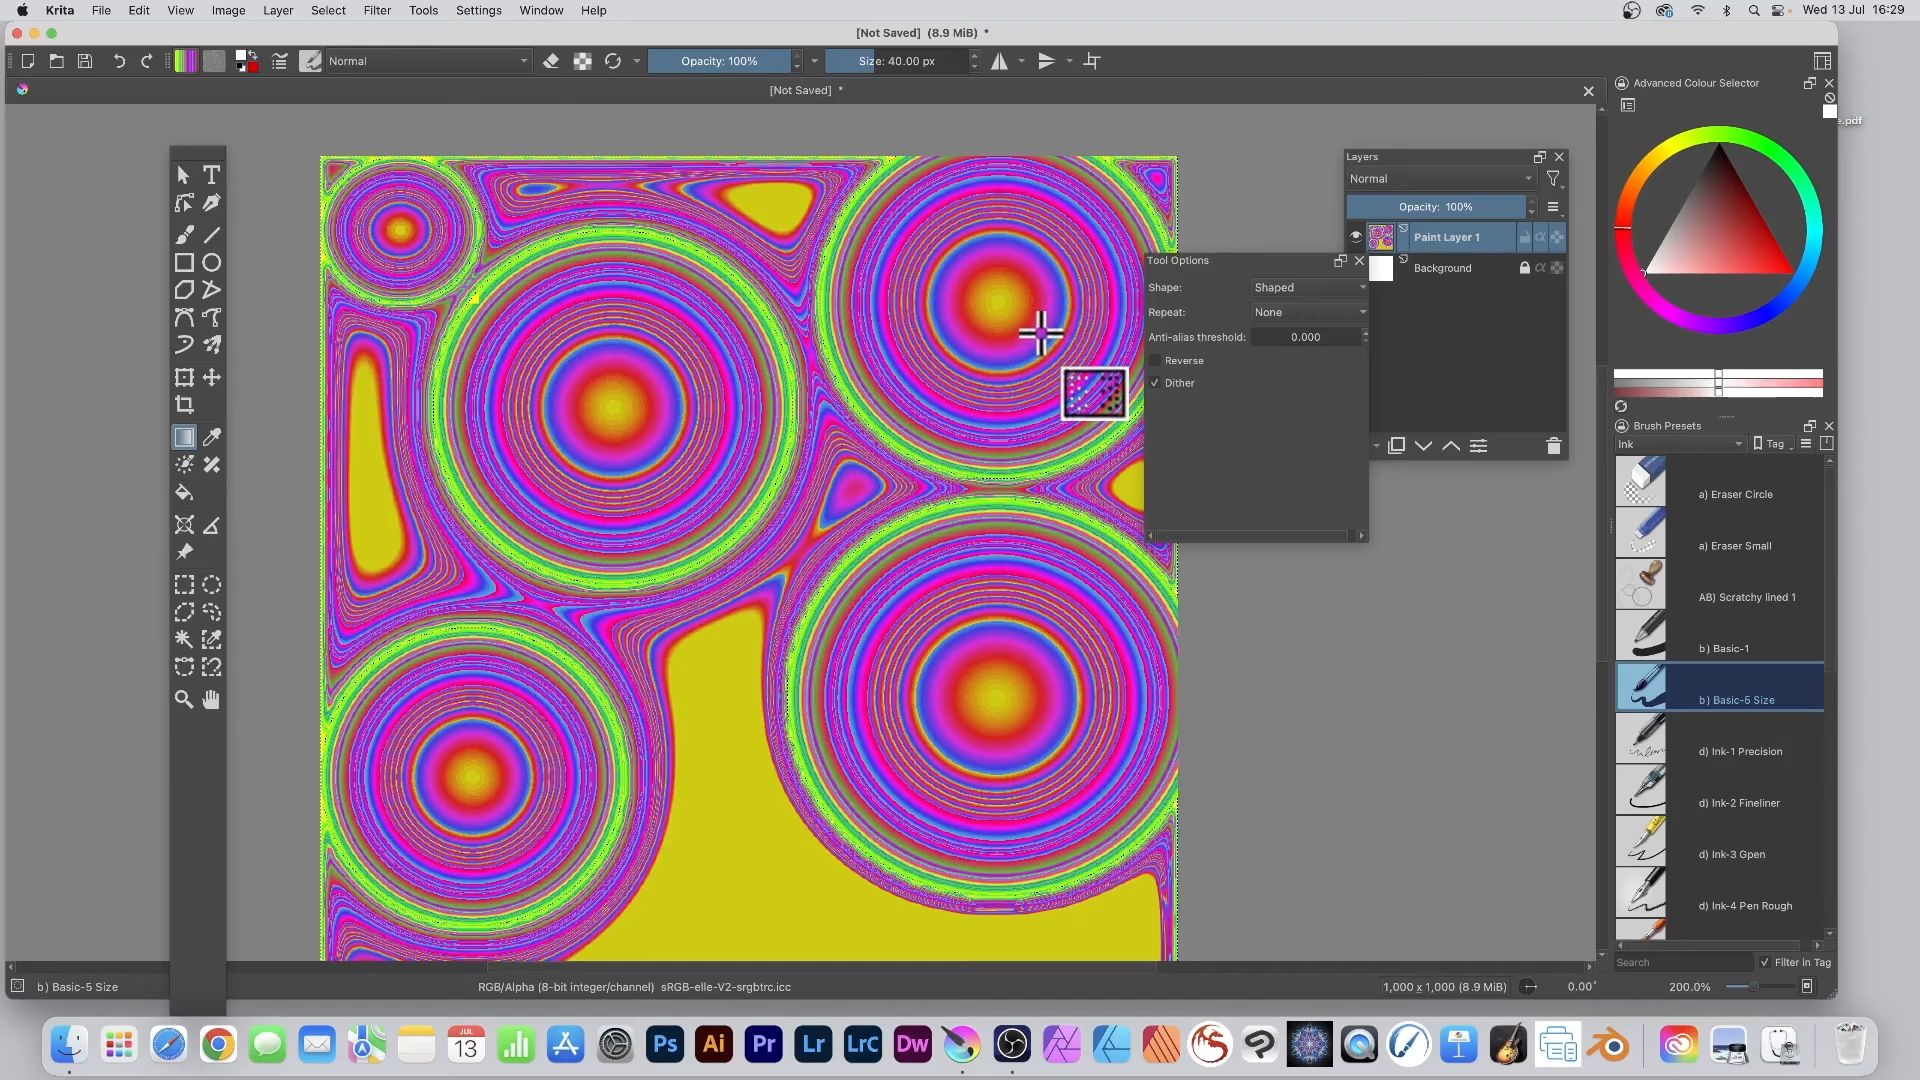 Krita File Edit View Image Layer Select Filter Tools Settings Window Help
Wed 13 Jul 16:29
[Not Saved] (8.9 MiB) *
Normal
Opacity: 100%
Size: 40.00 px
[Not Saved] *
Advanced Colour Selector
e.pdf
Layers
Normal
Opacity: 100%
Paint Layer 1
Background
Tool Options
Shape: Shaped
Repeat: None
Anti-alias threshold: 0.000
Reverse
Dither
Brush Presets
Ink
Tag
a) Eraser Circle
a) Eraser Small
AB) Scratchy lined 1
b) Basic-1
b) Basic-5 Size
d) Ink-1 Precision
d) Ink-2 Fineliner
d) Ink-3 Gpen
d) Ink-4 Pen Rough
Search
Filter in Tag
b) Basic-5 Size
RGB/Alpha (8-bit integer/channel) sRGB-elle-V2-srgbtrc.icc
1,000 x 1,000 (8.9 MiB)
0.00°
200.0%
JUL
13
Ps
Ai
Pr
Lr
LrC
Dw